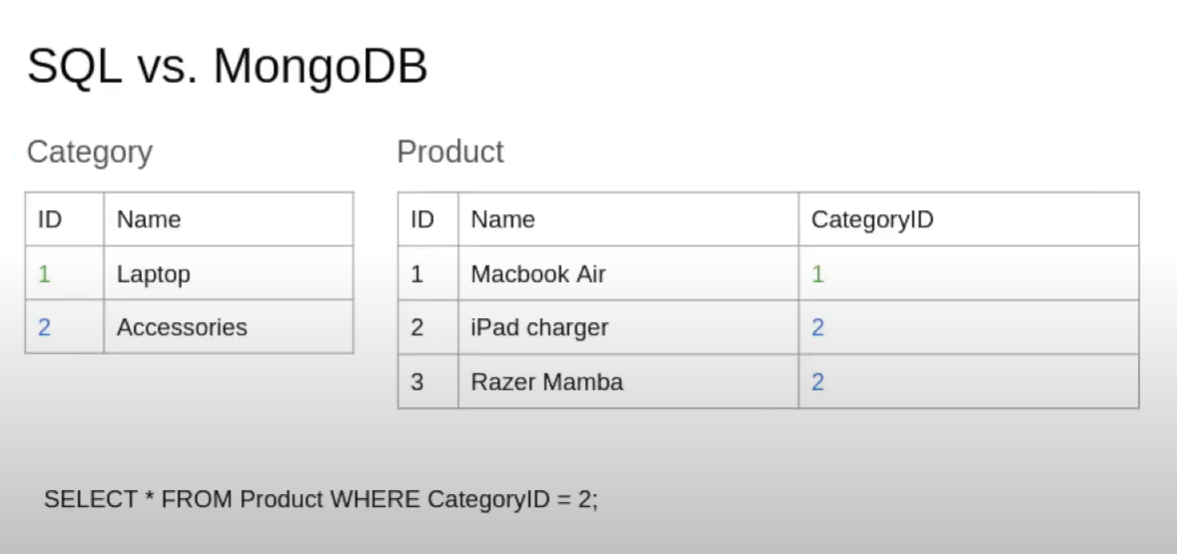 SQL vs. MongoDB
Category
ID Name
1 Laptop
2 Accessories
Product
ID Name CategoryID
1 Macbook Air 1
2 iPad charger 2
3 Razer Mamba 2
SELECT * FROM Product WHERE CategoryID = 2;